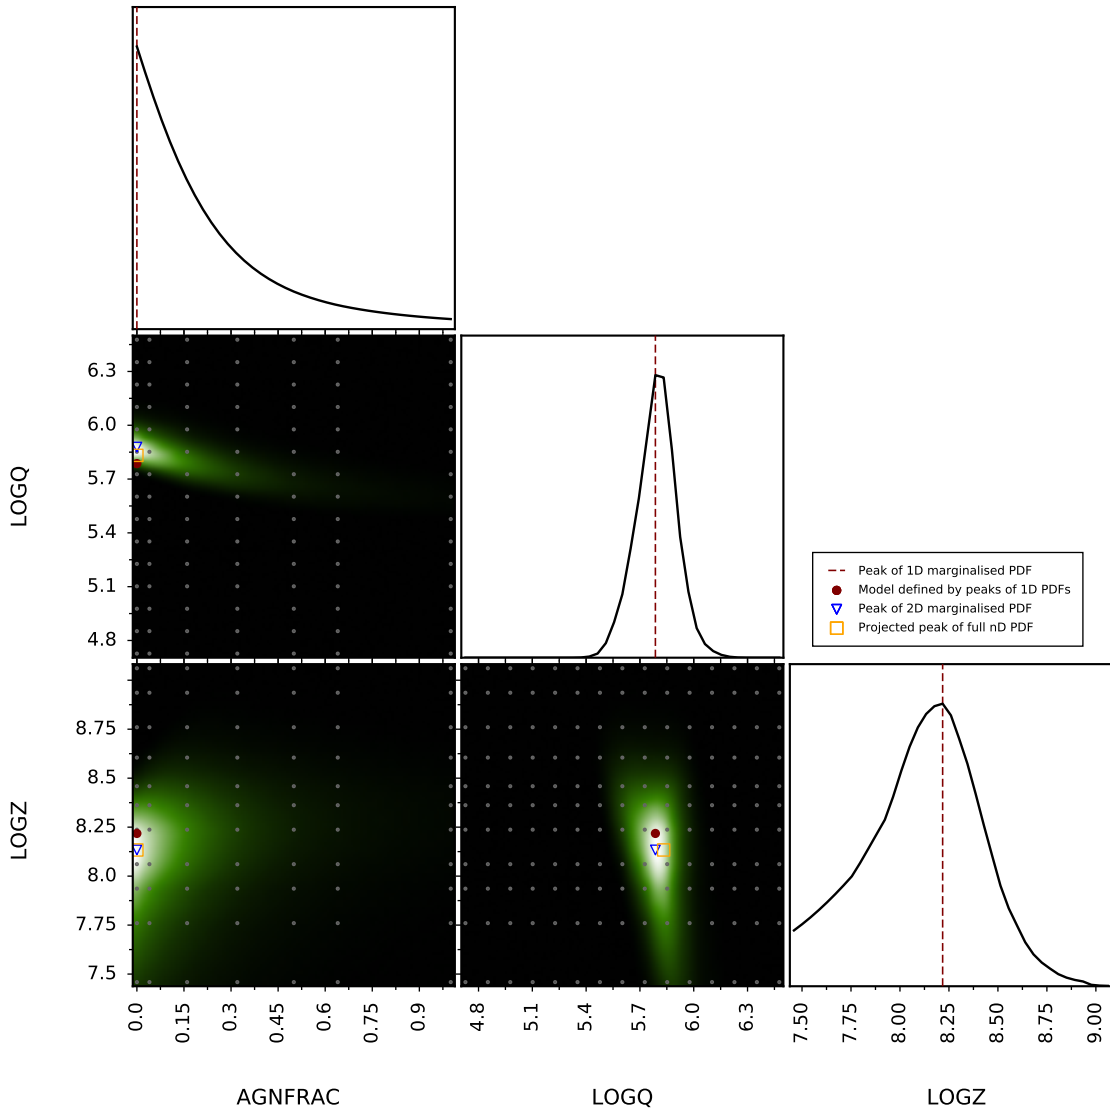 6.3
6.0
5.7
5.4
5.1
4.8
LOGQ
Peak of 1D marginalised PDF
Model defined by peaks of 1D PDFs
Peak of 2D marginalised PDF
Projected peak of full nD PDF
8.75
8.5
8.25
8.0
7.75
7.5
LOGZ
0.0 0.15 0.3 0.45 0.6 0.75 0.9
4.8 5.1 5.4 5.7 6.0 6.3
7.50 7.75 8.00 8.25 8.50 8.75 9.00
AGNFRAC LOGQ LOGZ